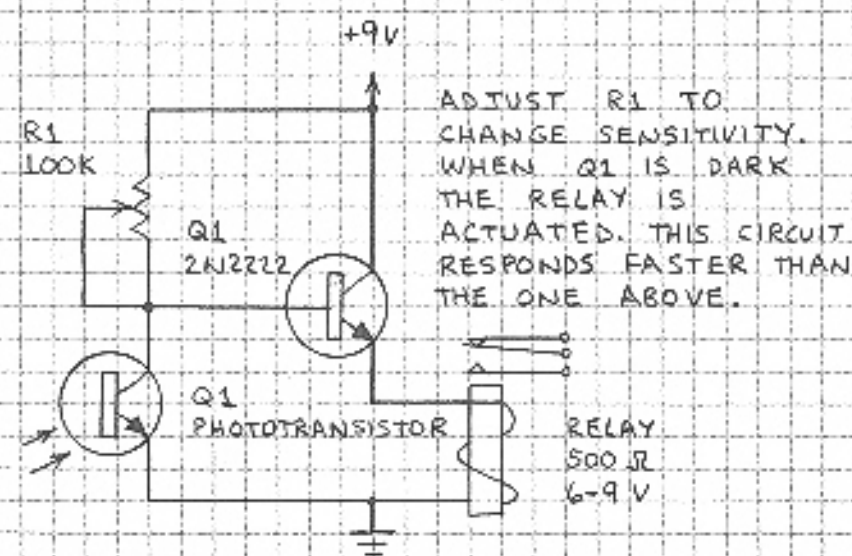 +9V
ADJUST R1 TO
CHANGE SENSITIVITY.
WHEN Q1 IS DARK
THE RELAY IS
ACTUATED. THIS CIRCUIT
RESPONDS FASTER THAN
THE ONE ABOVE.
R1
100K
Q1
2N2222
Q1
PHOTOTRANSISTOR
RELAY
500 Ω
6-9 V